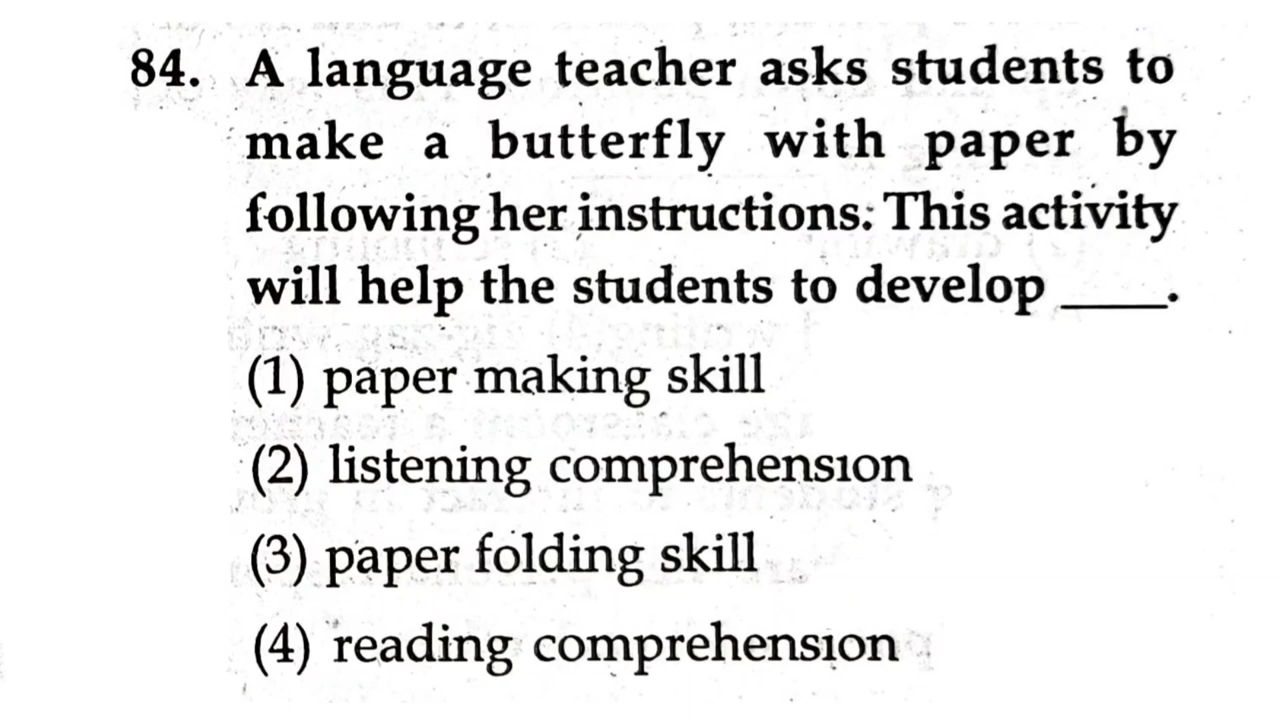 84. A language teacher asks students to
make a butterfly with paper by
following her instructions. This activity
will help the students to develop ____.
(1) paper making skill
(2) listening comprehension
(3) paper folding skill
(4) reading comprehension